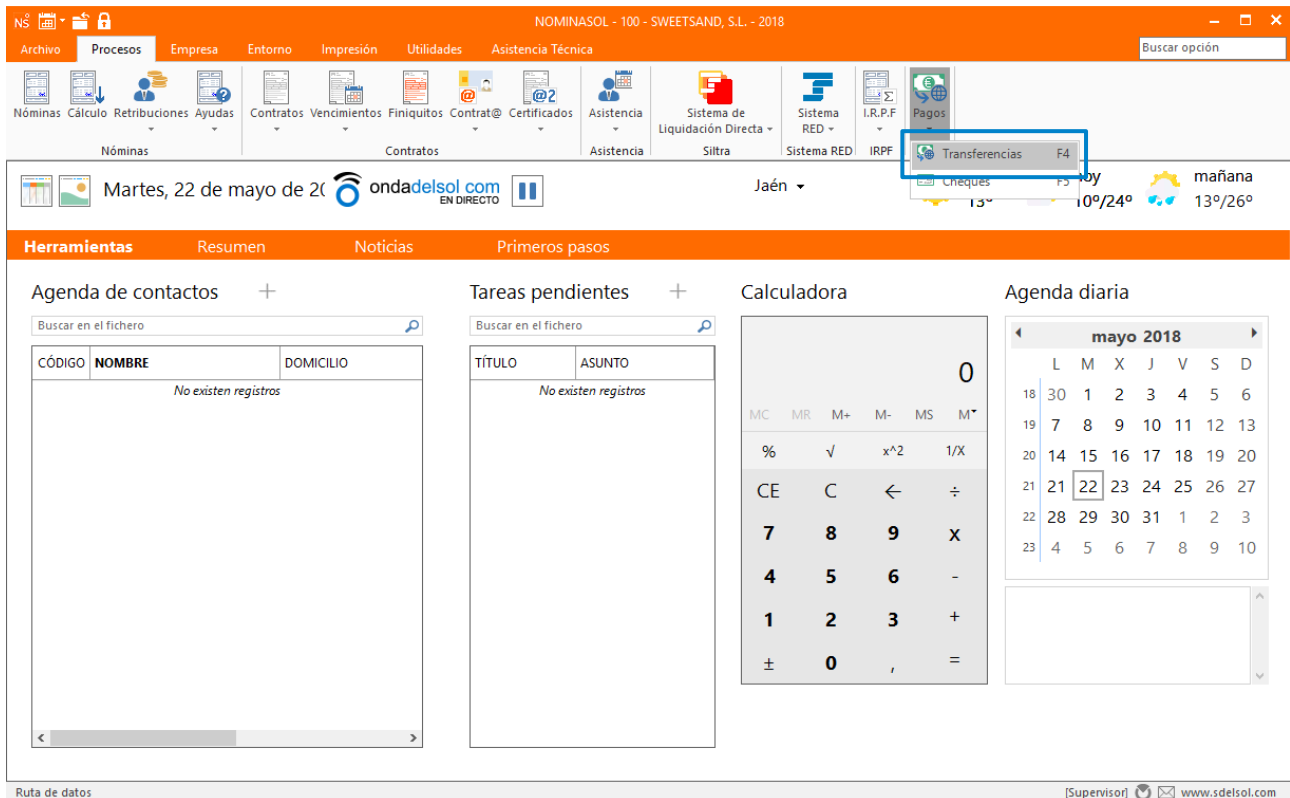 NOMINASOL - 100 - SWEETSAND, S.L. - 2018
Archivo Procesos Empresa Entorno Impresión Utilidades Asistencia Técnica Buscar opción
Nóminas Cálculo Retribuciones Ayudas Contratos Vencimientos Finiquitos Contrat@ Certificados Asistencia Sistema de Liquidación Directa Sistema RED I.R.P.F Pagos
Nóminas Contratos Asistencia Siltra Sistema RED IRPF
Transferencias F4
Cheques F5
Martes, 22 de mayo de 2
ondadelsol com
EN DIRECTO
Jaén
13º
10º/24º
mañana
13º/26º
Herramientas Resumen Noticias Primeros pasos
Agenda de contactos +
Buscar en el fichero
CÓDIGO NOMBRE DOMICILIO
No existen registros
Tareas pendientes +
Buscar en el fichero
TÍTULO ASUNTO
No existen registros
Calculadora
0
MC MR M+ M- MS M
% √ x^2 1/X
CE C ← ÷
7 8 9 x
4 5 6 -
1 2 3 +
± 0 , =
Agenda diaria
mayo 2018
L M X J V S D
18 30 1 2 3 4 5 6
19 7 8 9 10 11 12 13
20 14 15 16 17 18 19 20
21 21 22 23 24 25 26 27
22 28 29 30 31 1 2 3
23 4 5 6 7 8 9 10
Ruta de datos [Supervisor] www.sdelsol.com